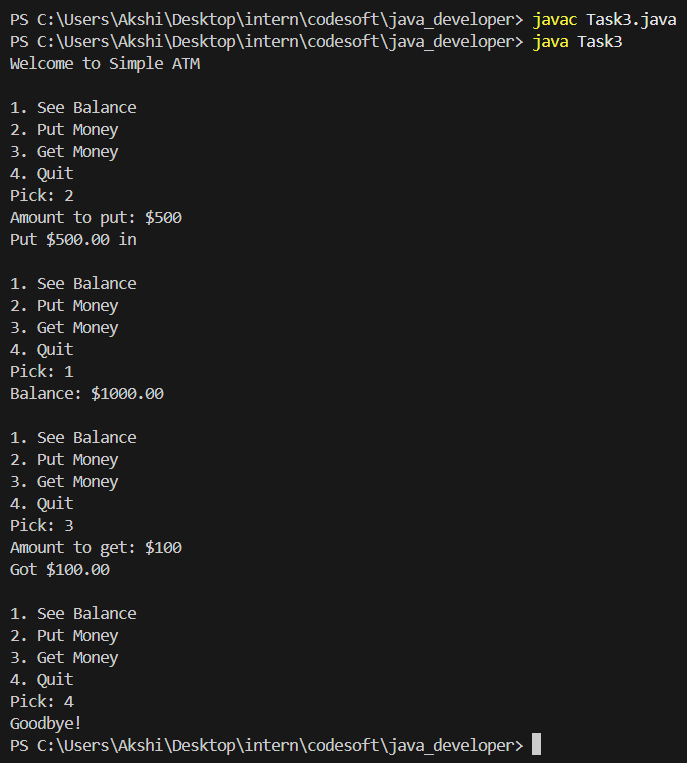 PS C:\Users\Akshi\Desktop\intern\codesoft\java_developer> javac Task3.java
PS C:\Users\Akshi\Desktop\intern\codesoft\java_developer> java Task3
Welcome to Simple ATM

1. See Balance
2. Put Money
3. Get Money
4. Quit
Pick: 2
Amount to put: $500
Put $500.00 in

1. See Balance
2. Put Money
3. Get Money
4. Quit
Pick: 1
Balance: $1000.00

1. See Balance
2. Put Money
3. Get Money
4. Quit
Pick: 3
Amount to get: $100
Got $100.00

1. See Balance
2. Put Money
3. Get Money
4. Quit
Pick: 4
Goodbye!
PS C:\Users\Akshi\Desktop\intern\codesoft\java_developer>